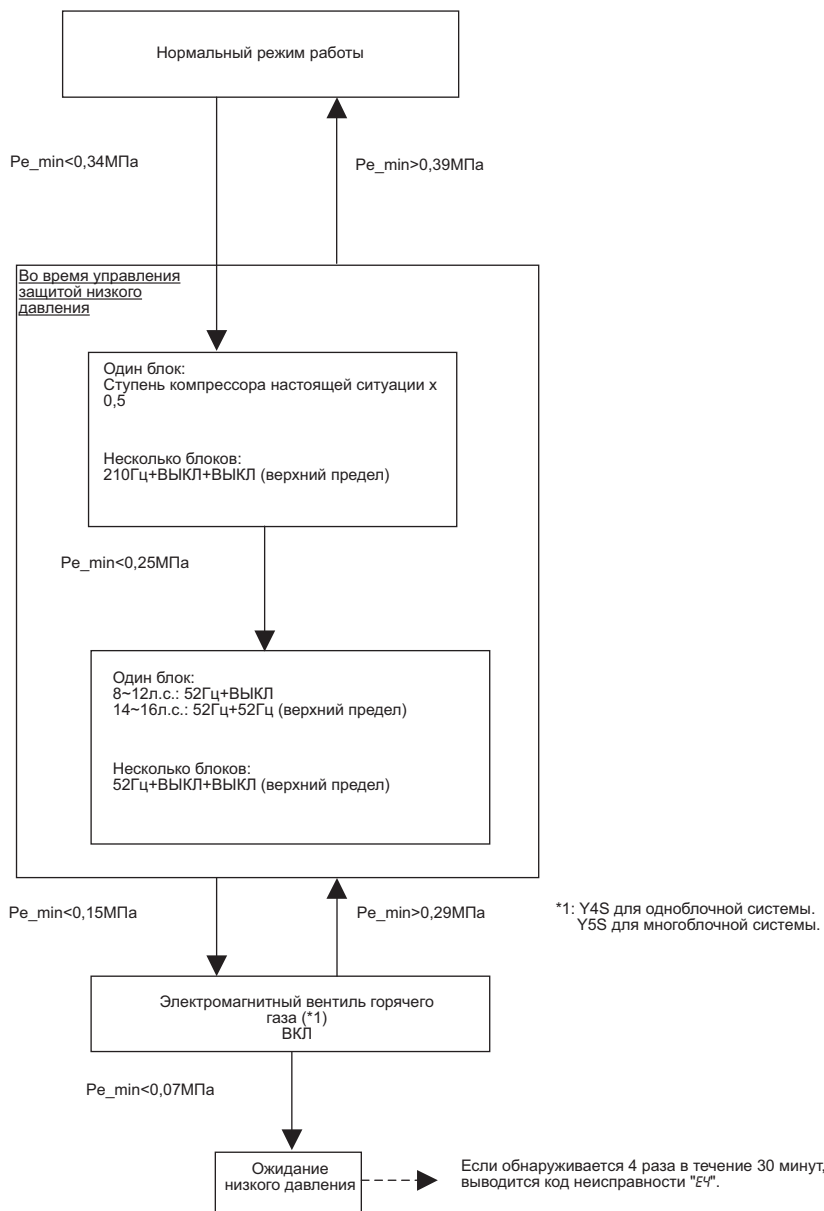 Нормальный режим работы
Pe_min<0,34МПа
Pe_min>0,39МПа
Во время управления
защитой низкого
давления
Один блок:
Ступень компрессора настоящей ситуации x
0,5
Несколько блоков:
210Гц+ВЫКЛ+ВЫКЛ (верхний предел)
Pe_min<0,25МПа
Один блок:
8~12л.с.: 52Гц+ВЫКЛ
14~16л.с.: 52Гц+52Гц (верхний предел)
Несколько блоков:
52Гц+ВЫКЛ+ВЫКЛ (верхний предел)
Pe_min<0,15МПа
Pe_min>0,29МПа
*1: Y4S для одноблочной системы.
Y5S для многоблочной системы.
Электромагнитный вентиль горячего
газа (*1)
ВКЛ
Pe_min<0,07МПа
Ожидание
низкого давления
Если обнаруживается 4 раза в течение 30 минут,
выводится код неисправности "E4".